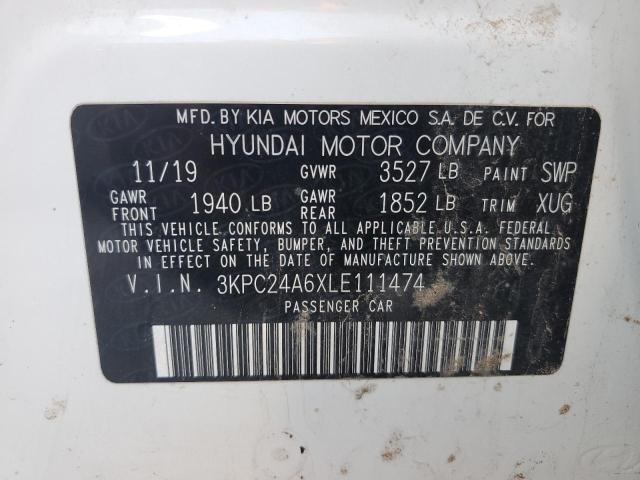 MFD. BY KIA MOTORS MEXICO S.A. DE C.V. FOR
HYUNDAI MOTOR COMPANY
11/19 GVWR 3527 LB PAINT SWP
GAWR FRONT 1940 LB GAWR REAR 1852 LB TRIM XUG
THIS VEHICLE CONFORMS TO ALL APPLICABLE U.S.A. FEDERAL
MOTOR VEHICLE SAFETY, BUMPER, AND THEFT PREVENTION STANDARDS
IN EFFECT ON THE DATE OF MANUFACTURE SHOWN ABOVE.
V.I.N. 3KPC24A6XLE111474
PASSENGER CAR